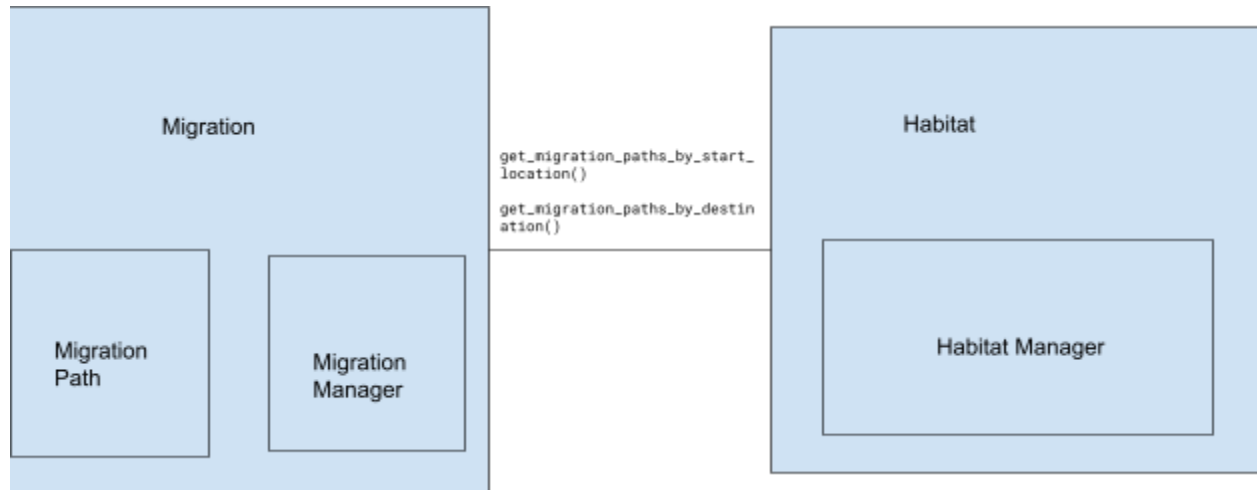 Migration
Habitat
get_migration_paths_by_start_
location()
get_migration_paths_by_destin
ation()
Migration
Path
Migration
Manager
Habitat Manager